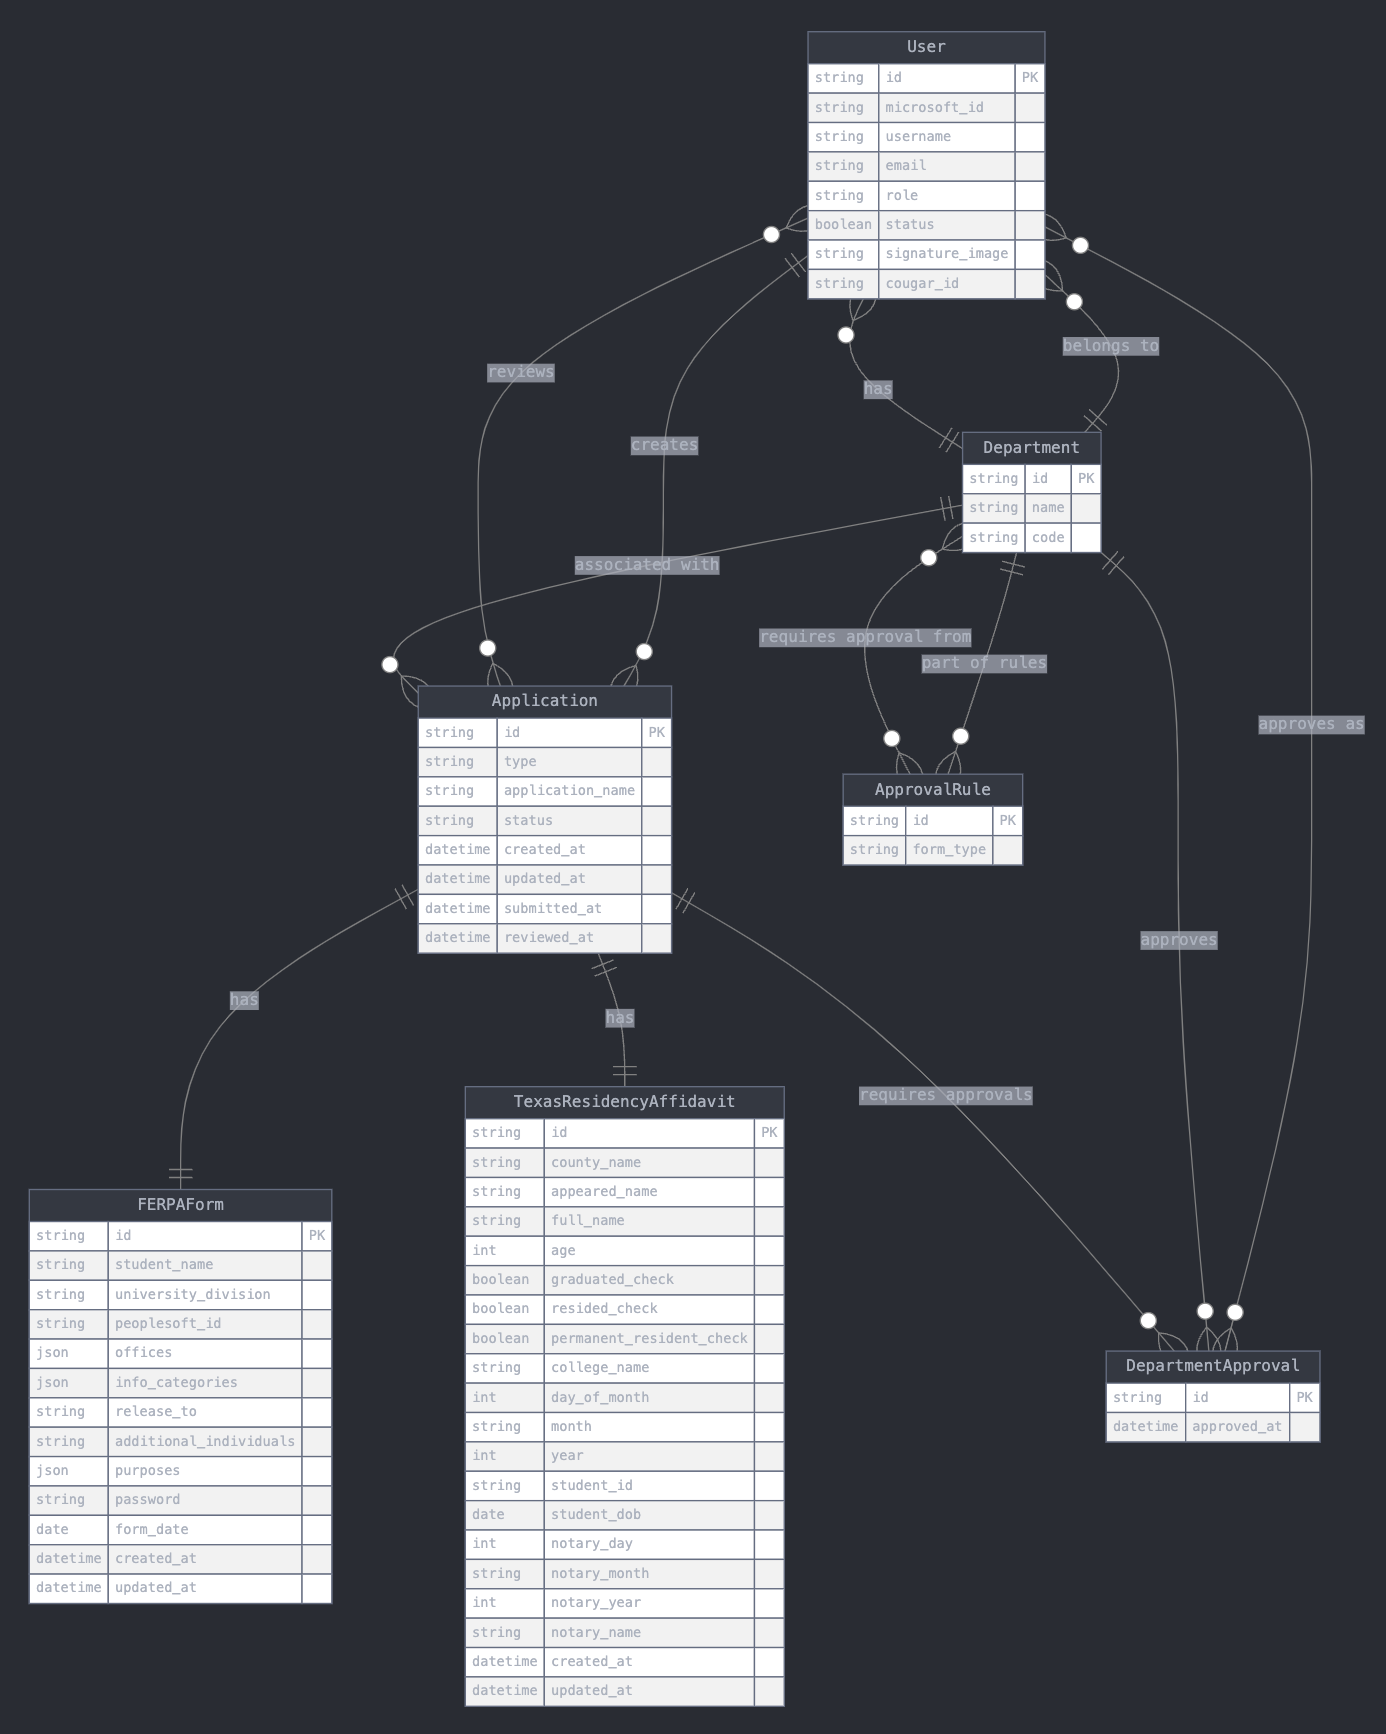 User
string id PK
string microsoft_id
string username
string email
string role
boolean status
string signature_image
string cougar_id
reviews
creates
has
belongs to
Department
string id PK
string name
string code
associated with
requires approval from
part of rules
approves as
Application
string id PK
string type
string application_name
string status
datetime created_at
datetime updated_at
datetime submitted_at
datetime reviewed_at
ApprovalRule
string id PK
string form_type
approves
has
has
requires approvals
TexasResidencyAffidavit
string id PK
string county_name
string appeared_name
string full_name
int age
boolean graduated_check
boolean resided_check
boolean permanent_resident_check
string college_name
int day_of_month
string month
int year
string student_id
date student_dob
int notary_day
string notary_month
int notary_year
string notary_name
datetime created_at
datetime updated_at
FERPAForm
string id PK
string student_name
string university_division
string peoplesoft_id
json offices
json info_categories
string release_to
string additional_individuals
json purposes
string password
date form_date
datetime created_at
datetime updated_at
DepartmentApproval
string id PK
datetime approved_at